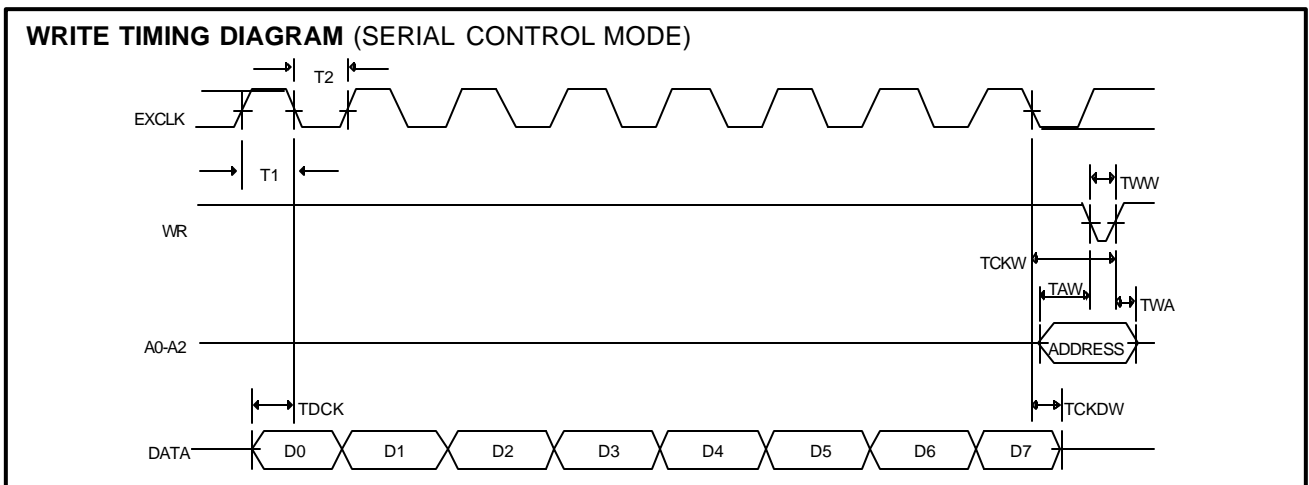 WRITE TIMING DIAGRAM (SERIAL CONTROL MODE)
T2
EXCLK
T1
TWW
WR
TCKW
TAW
TWA
A0-A2
ADDRESS
TDCK
TCKDW
DATA D0 D1 D2 D3 D4 D5 D6 D7